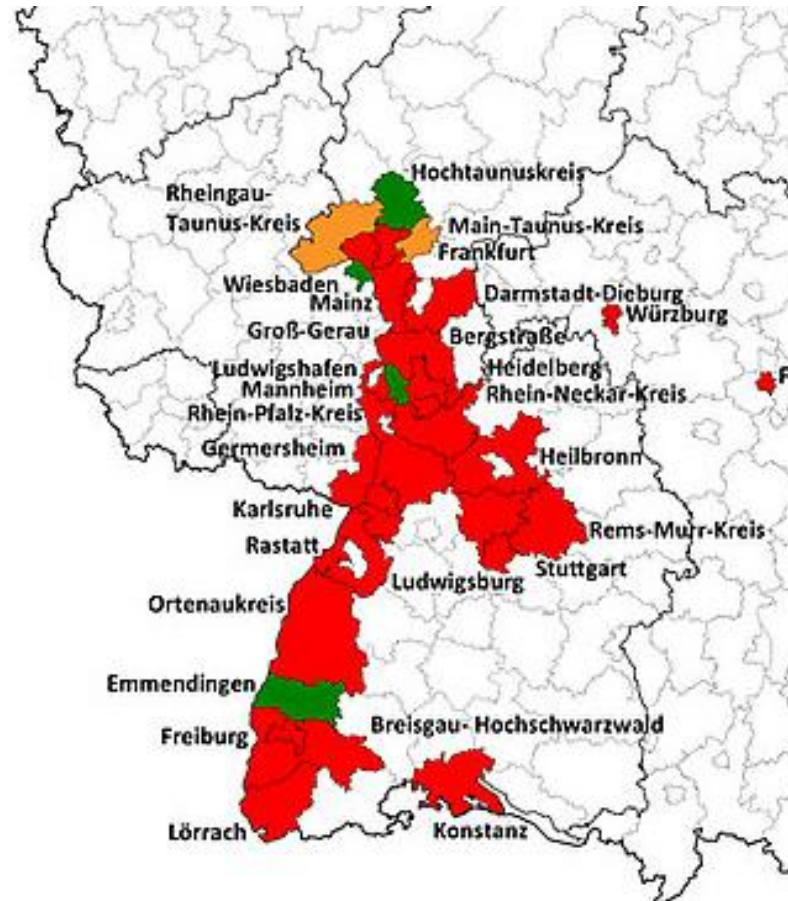 Hochtaunuskreis
Rheingau-
Taunus-Kreis
Main-Taunus-Kreis
Frankfurt
Wiesbaden
Mainz
Darmstadt-Dieburg
Würzburg
Groß-Gerau
Bergstraße
Ludwigshafen
Heidelberg
Mannheim
Rhein-Neckar-Kreis
Rhein-Pfalz-Kreis
Germersheim
Heilbronn
Karlsruhe
Rems-Murr-Kreis
Rastatt
Stuttgart
Ludwigsburg
Ortenaukreis
Emmendingen
Breisgau- Hochschwarzwald
Freiburg
Lörrach
Konstanz